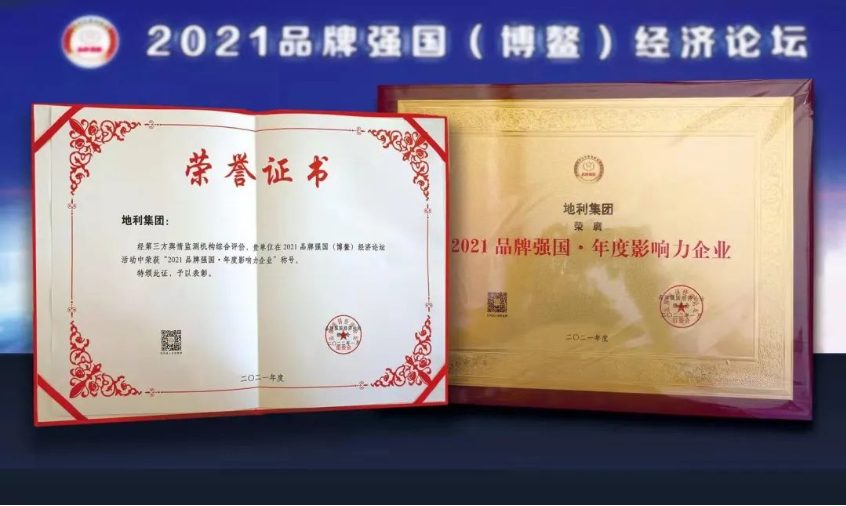 2021品牌强国（博鳌）经济论坛
荣誉证书
地利集团：
经第三方舆情监测机构综合评价，贵单位在2021品牌强国（博鳌）经济论坛
活动中荣获“2021品牌强国·年度影响力企业”称号。
特颁此证，予以表彰。
二〇二一年度
地利集团
荣膺
2021品牌强国·年度影响力企业
二〇二一年